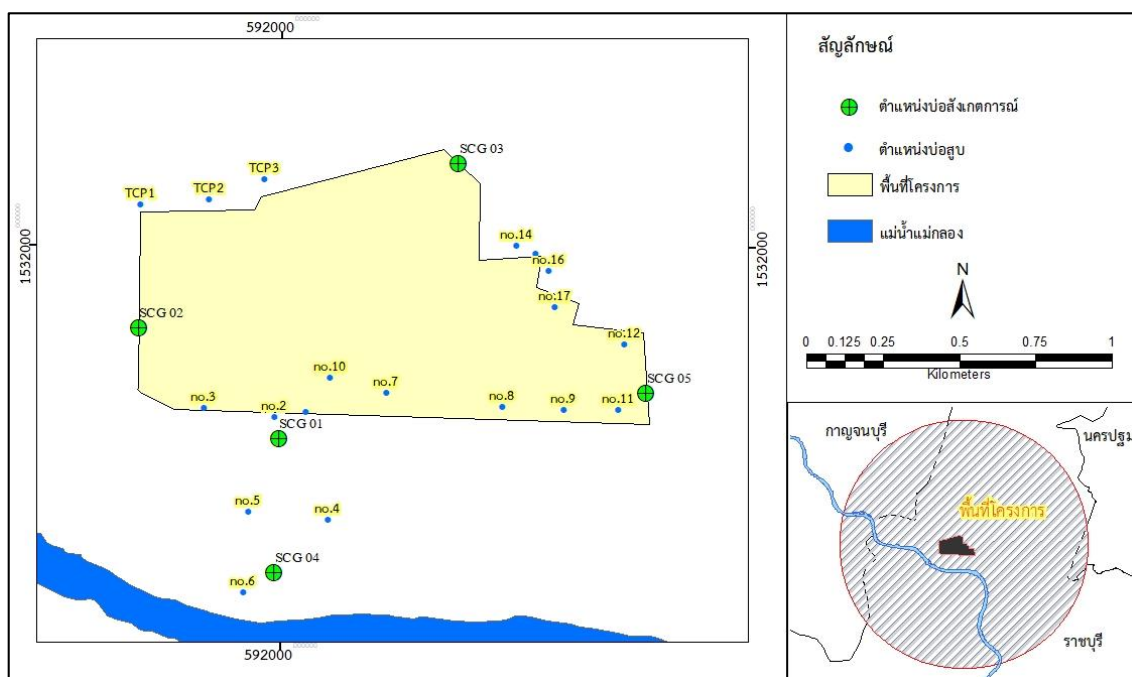 592000
สัญลักษณ์
ตำแหน่งบ่อสังเกตการณ์
ตำแหน่งบ่อสูบ
พื้นที่โครงการ
แม่น้ำแม่กลอง
N
0 0.125 0.25 0.5 0.75 1
Kilometers
SCG 03
TCP3
TCP2
TCP1
no.14
1532000
1532000
no.16
no.17
SCG 02
no.12
no.10
no.7
SCG 05
no.3
no.2
no.8
no.9
no.11
SCG 01
no.5
no.4
SCG 04
no.6
592000
กาญจนบุรี
นครปฐม
พื้นที่โครงการ
ราชบุรี